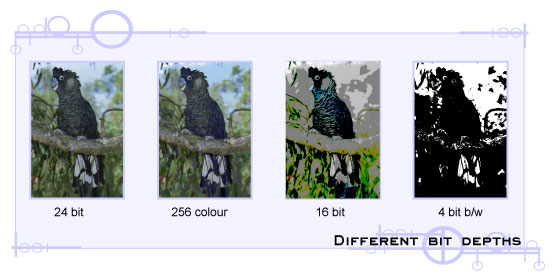 24 bit
256 colour
16 bit
4 bit b/w
Different bit depths